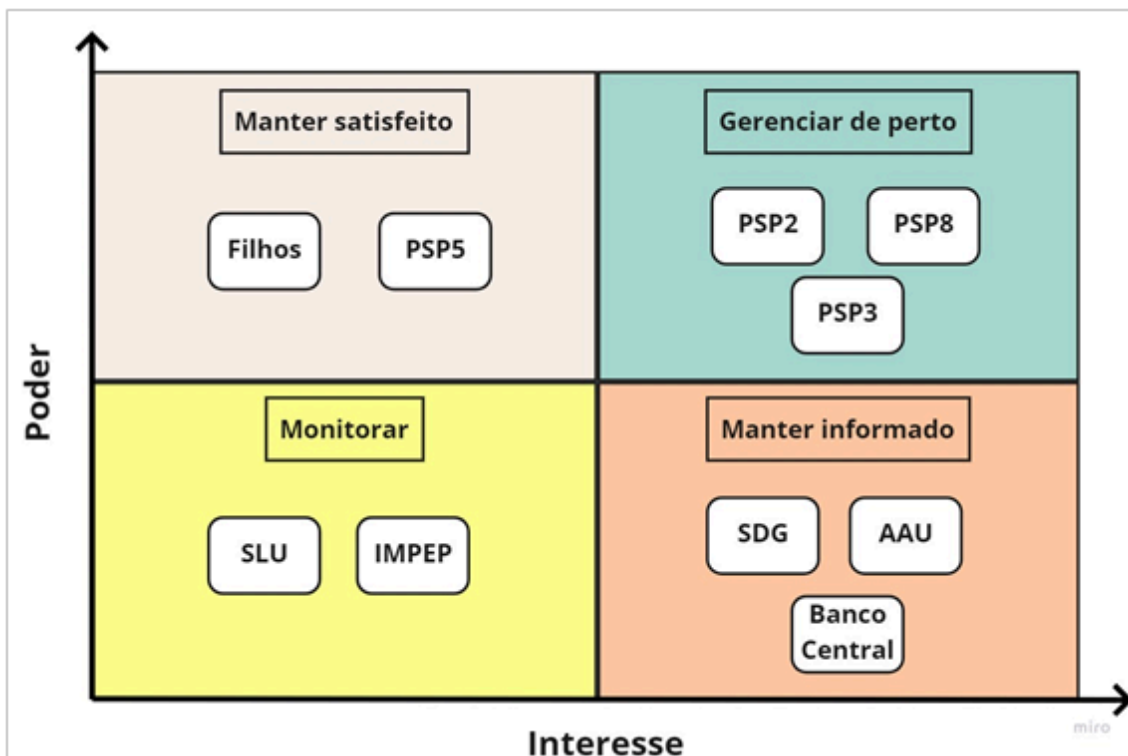 Manter satisfeito
Gerenciar de perto
Filhos
PSP5
PSP2
PSP8
PSP3
Poder
Monitorar
Manter informado
SLU
IMPEP
SDG
AAU
Banco
Central
Interesse
miro